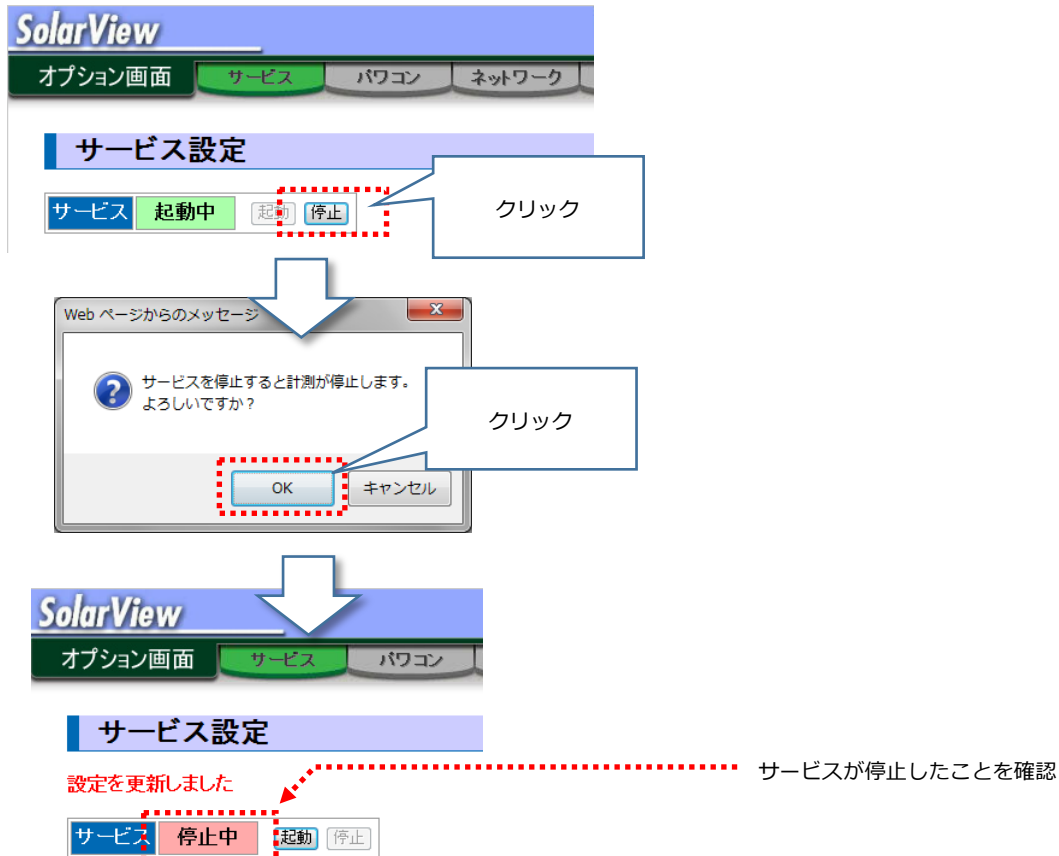 SolarView
オプション画面 サービス パワコン ネットワーク
サービス設定
サービス 起動中 起動 停止
クリック
Web ページからのメッセージ
サービスを停止すると計測が停止します。
よろしいですか？
クリック
OK キャンセル
SolarView
オプション画面 サービス パワコン
サービス設定
設定を更新しました
サービスが停止したことを確認
サービス 停止中 起動 停止